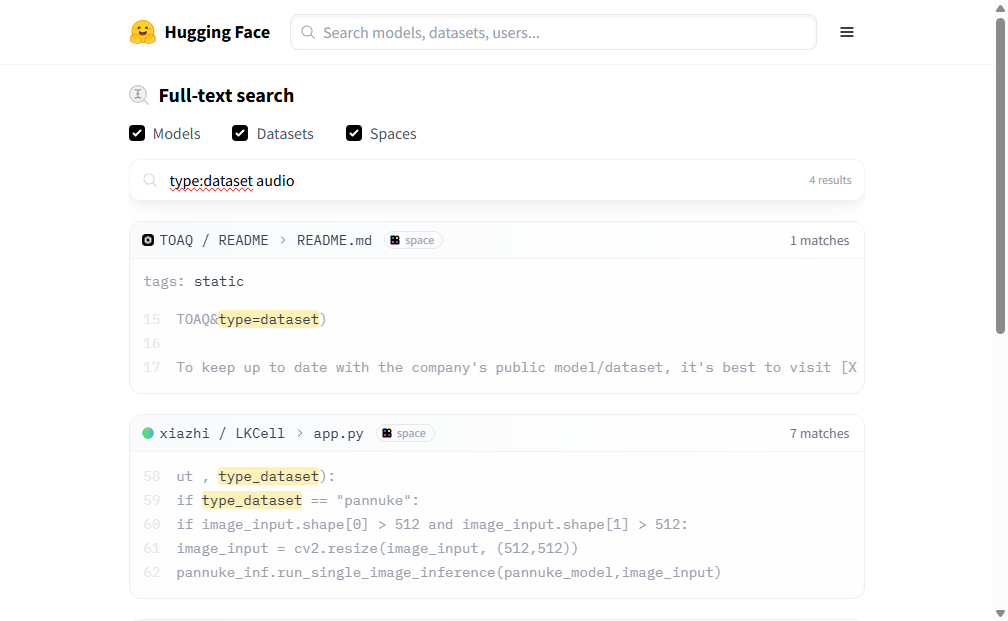 Hugging Face
Search models, datasets, users...
Full-text search
Models Datasets Spaces
type:dataset audio 4 results
TOAQ / README > README.md space 1 matches
tags: static
15 TOAQ&type=dataset)
16
17 To keep up to date with the company's public model/dataset, it's best to visit [X
xiazhi / LKCell > app.py space 7 matches
58 ut , type_dataset):
59 if type_dataset == "pannuke":
60 if image_input.shape[0] > 512 and image_input.shape[1] > 512:
61 image_input = cv2.resize(image_input, (512,512))
62 pannuke_inf.run_single_image_inference(pannuke_model,image_input)